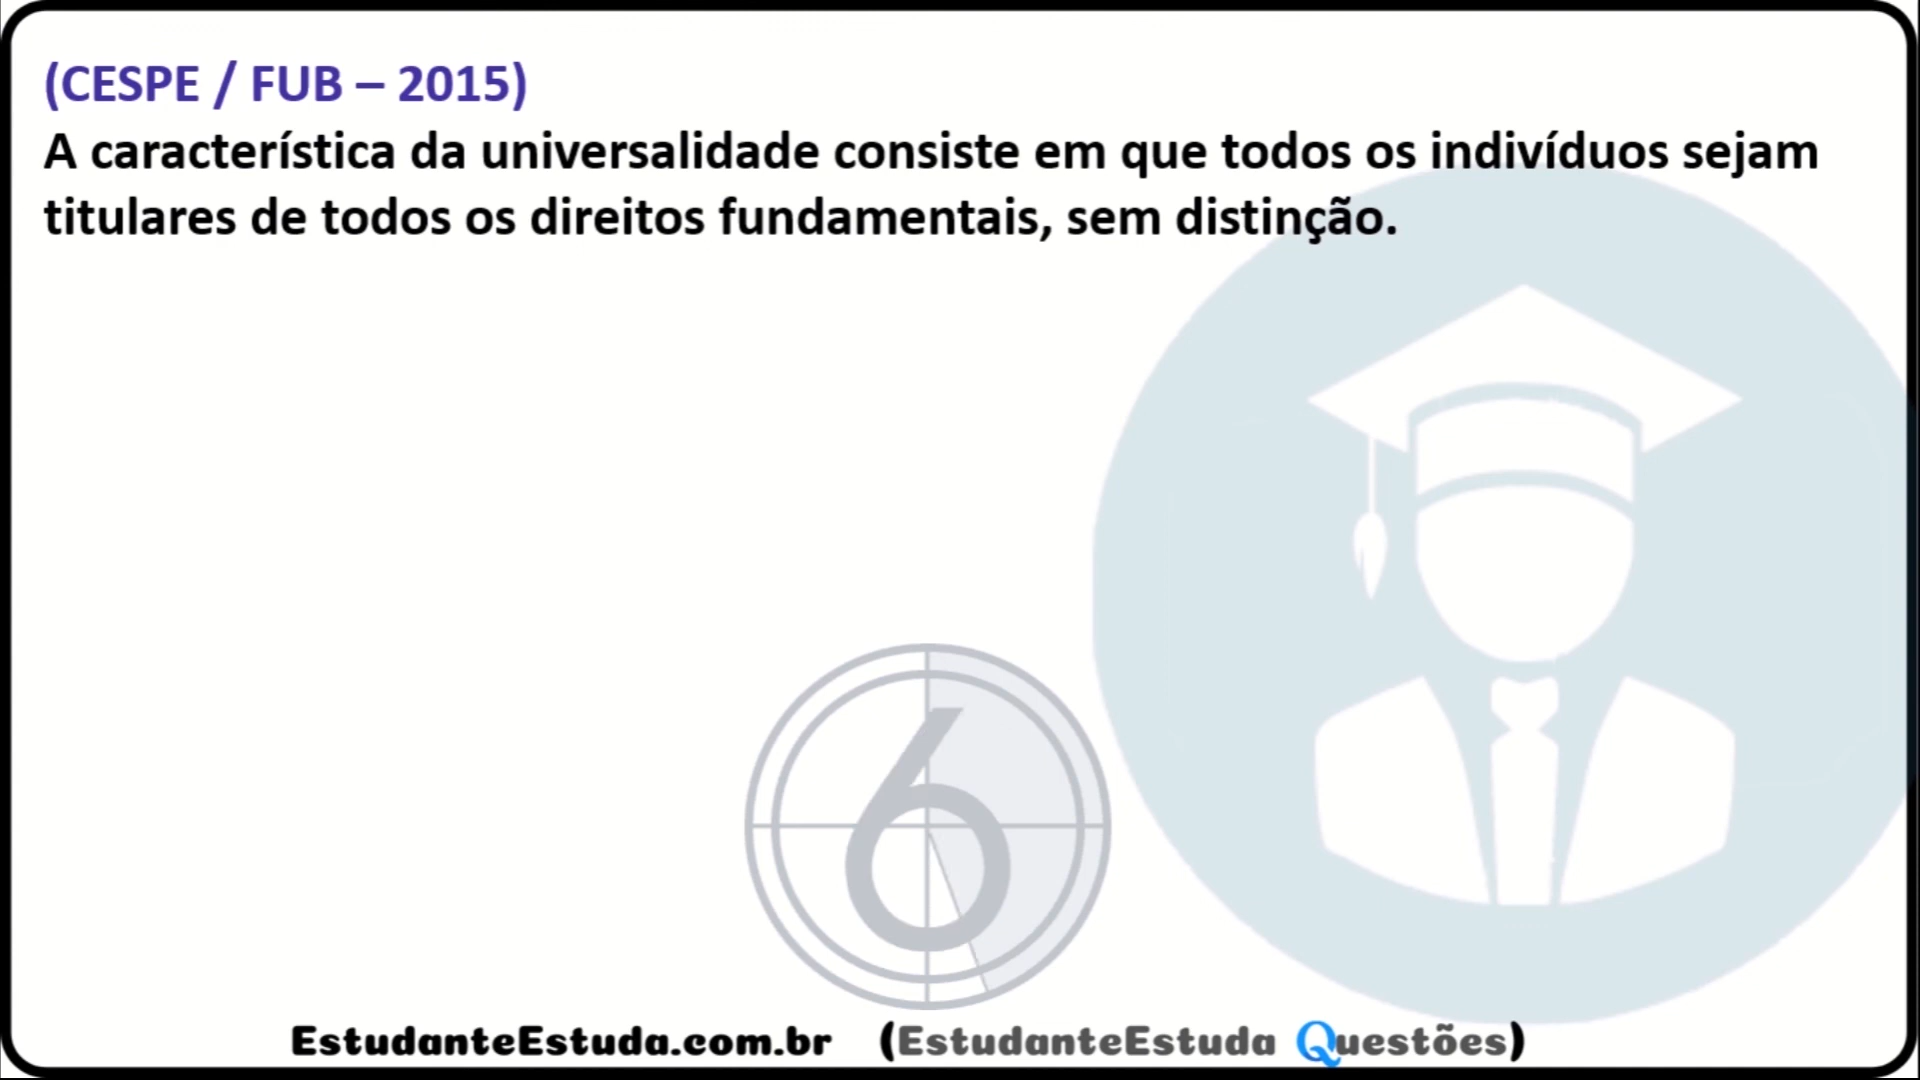 (CESPE / FUB – 2015)
A característica da universalidade consiste em que todos os indivíduos sejam
titulares de todos os direitos fundamentais, sem distinção.
6
EstudanteEstuda.com.br (EstudanteEstuda Questões)